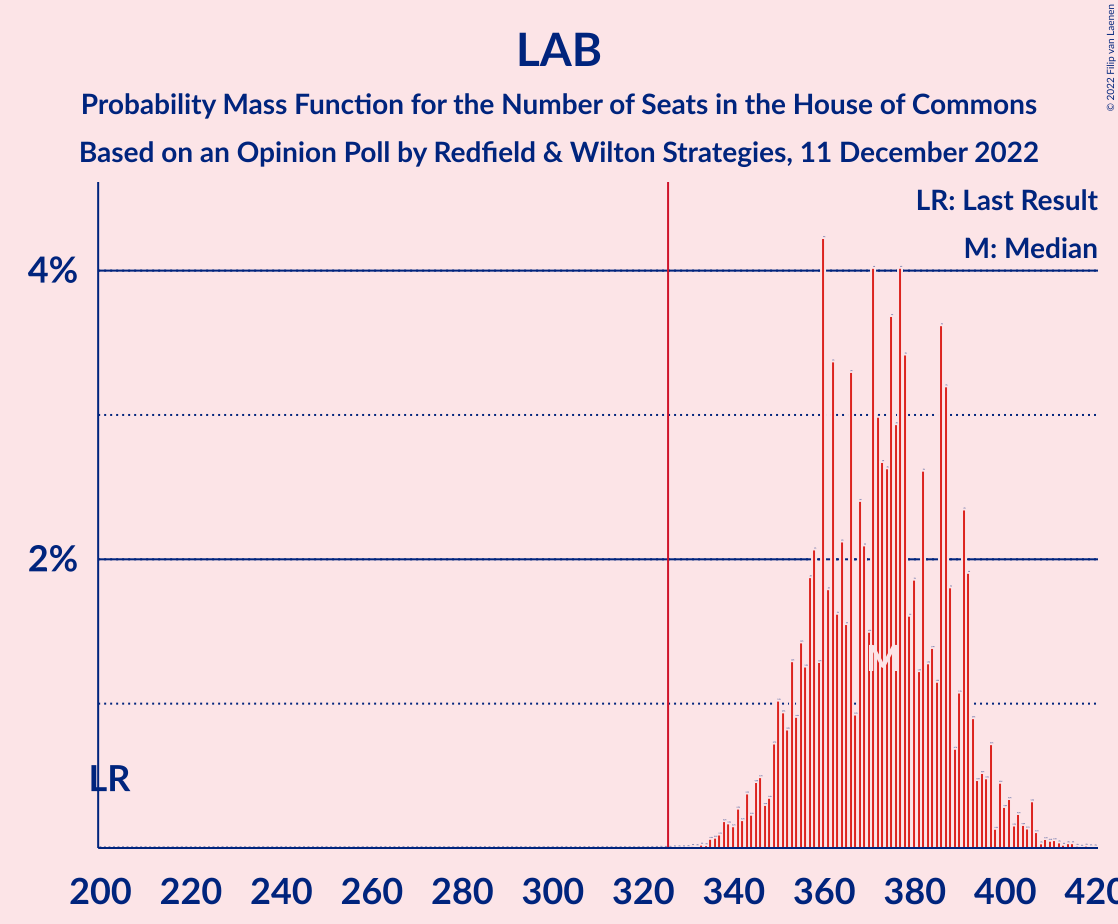 LAB
Probability Mass Function for the Number of Seats in the House of Commons
Based on an Opinion Poll by Redfield & Wilton Strategies, 11 December 2022
© 2022 Filip van Laenen
LR: Last Result
M: Median
4%
2%
M
LR
200 220 240 260 280 300 320 340 360 380 400 420